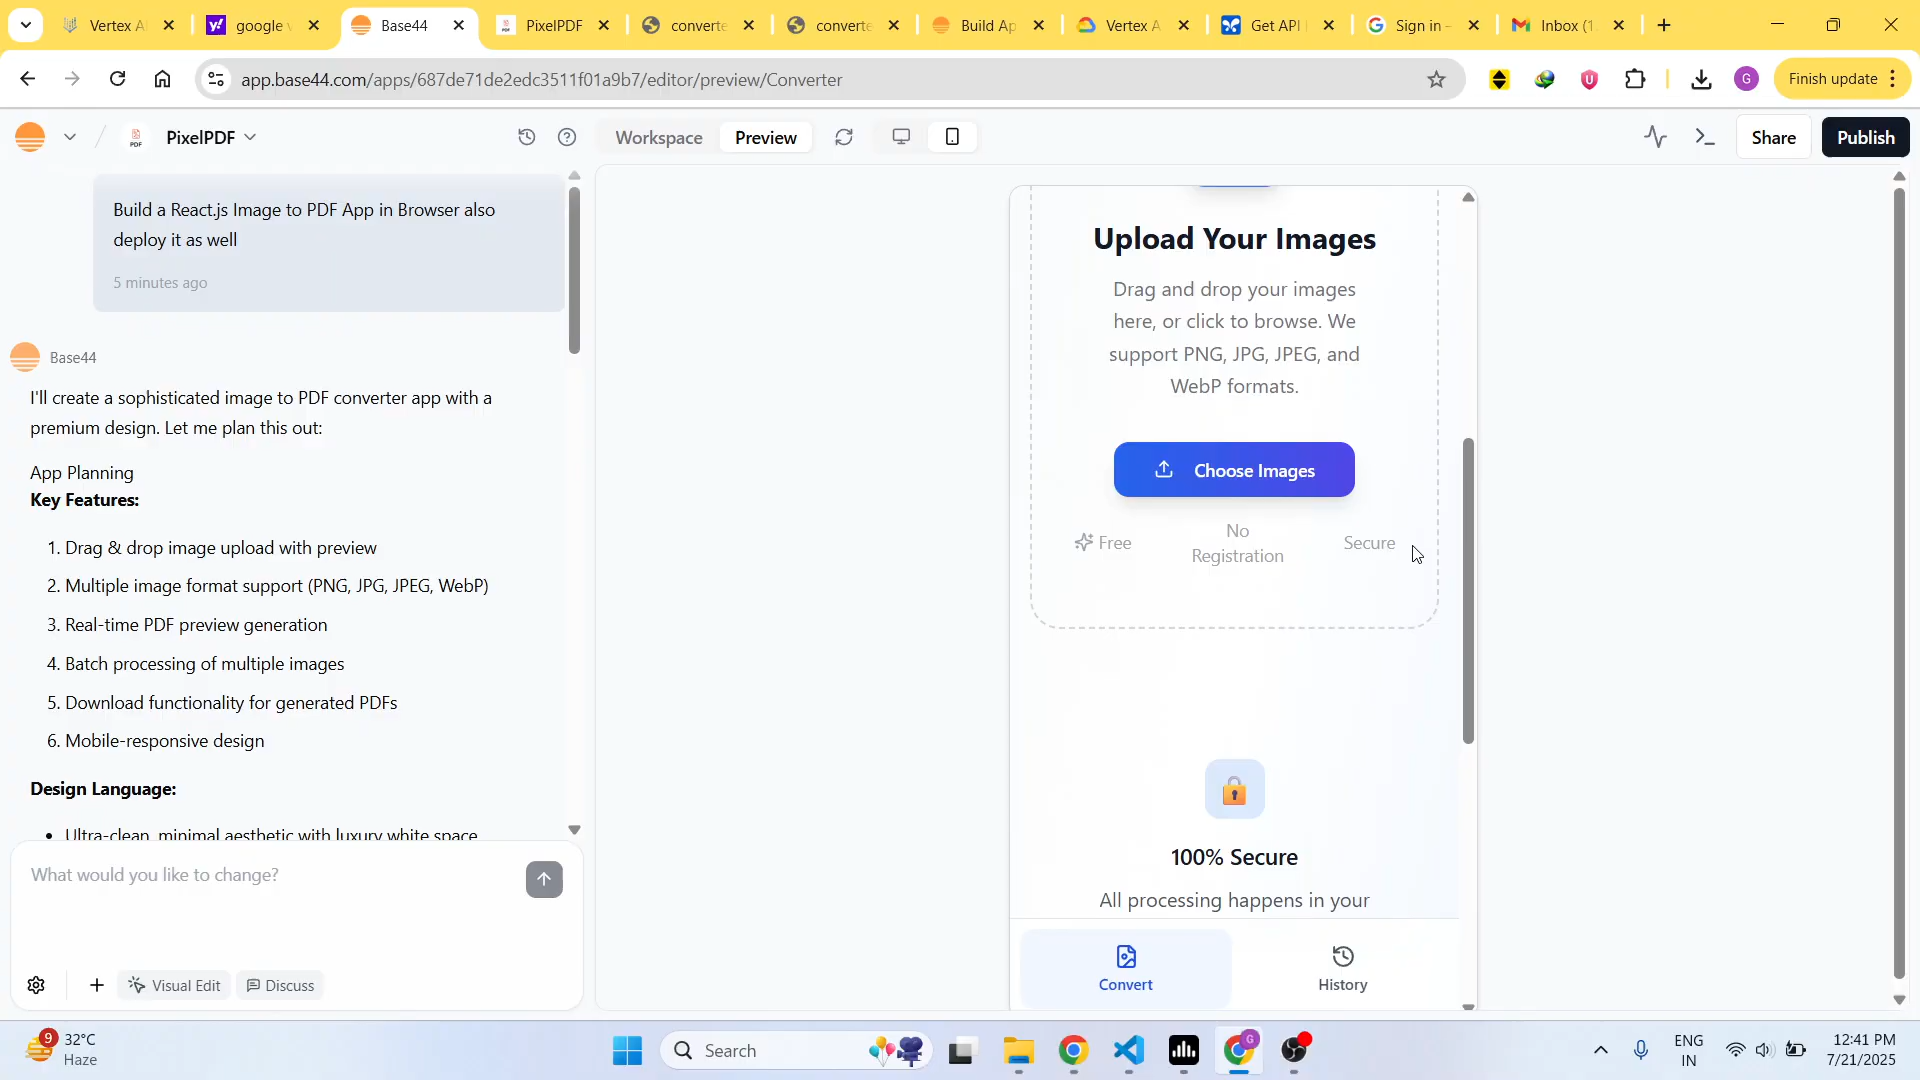 Vertex A
google v
Base44
PixelPDF
converte
converte
Build Ap
Vertex A
Get API
Sign in -
Inbox (1
app.base44.com/apps/687de71de2edc3511f01a9b7/editor/preview/Converter
G
Finish update
PDF
PixelPDF
Workspace
Preview
Share
Publish
Build a React.js Image to PDF App in Browser also
deploy it as well
5 minutes ago
Base44
I'll create a sophisticated image to PDF converter app with a
premium design. Let me plan this out:
App Planning
Key Features:
1. Drag & drop image upload with preview
2. Multiple image format support (PNG, JPG, JPEG, WebP)
3. Real-time PDF preview generation
4. Batch processing of multiple images
5. Download functionality for generated PDFs
6. Mobile-responsive design
Design Language:
• Ultra-clean, minimal aesthetic with luxury white space
What would you like to change?
Visual Edit
Discuss
Upload Your Images
Drag and drop your images
here, or click to browse. We
support PNG, JPG, JPEG, and
WebP formats.
Choose Images
Free
No
Registration
Secure
100% Secure
All processing happens in your
Convert
History
9
32°C
Haze
Search
G
ENG
IN
12:41 PM
7/21/2025